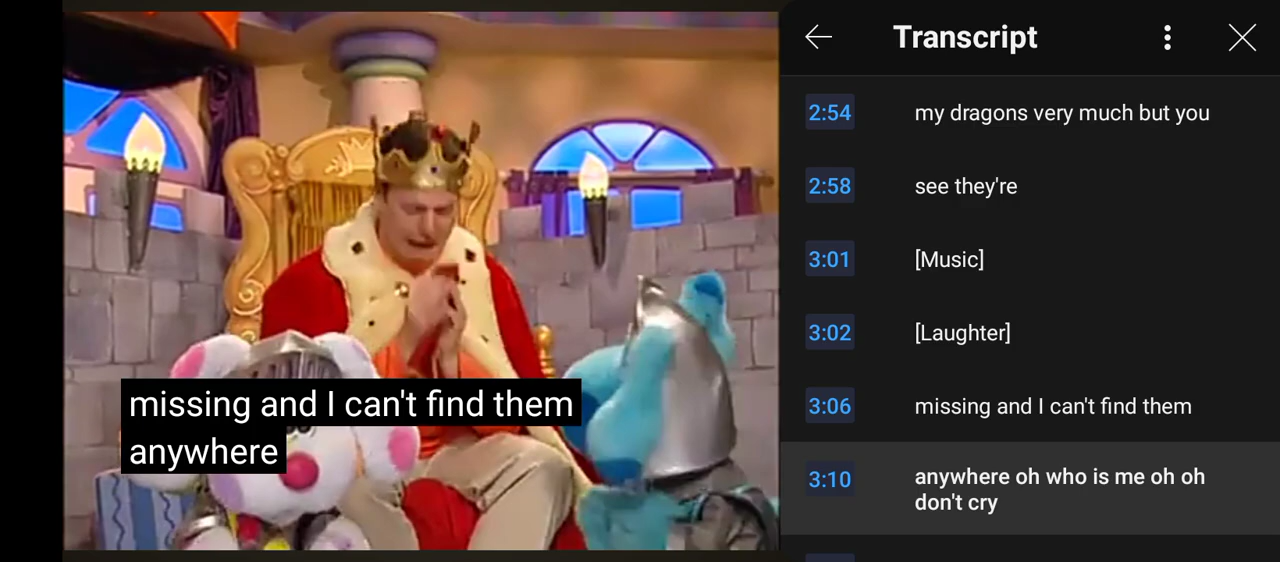 missing and I can't find them
anywhere
Transcript
2:54
my dragons very much but you
2:58
see they're
3:01
[Music]
3:02
[Laughter]
3:06
missing and I can't find them
3:10
anywhere oh who is me oh oh
don't cry